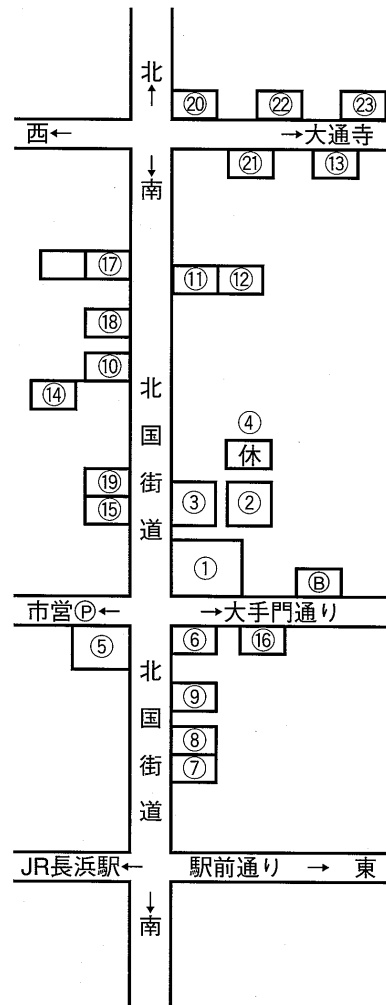 北
↑
⑳ ㉒ ㉓
西← →大通寺
↓
南
㉑ ⑬
⑰ ⑪ ⑫
⑱
⑩
⑭
北国街道
④
休
⑲ ③ ②
⑮
①
Ⓑ
市営Ⓟ← →大手門通り
⑤ ⑥ ⑯
北国街道
⑨
⑧
⑦
JR長浜駅← 駅前通り → 東
↓
南